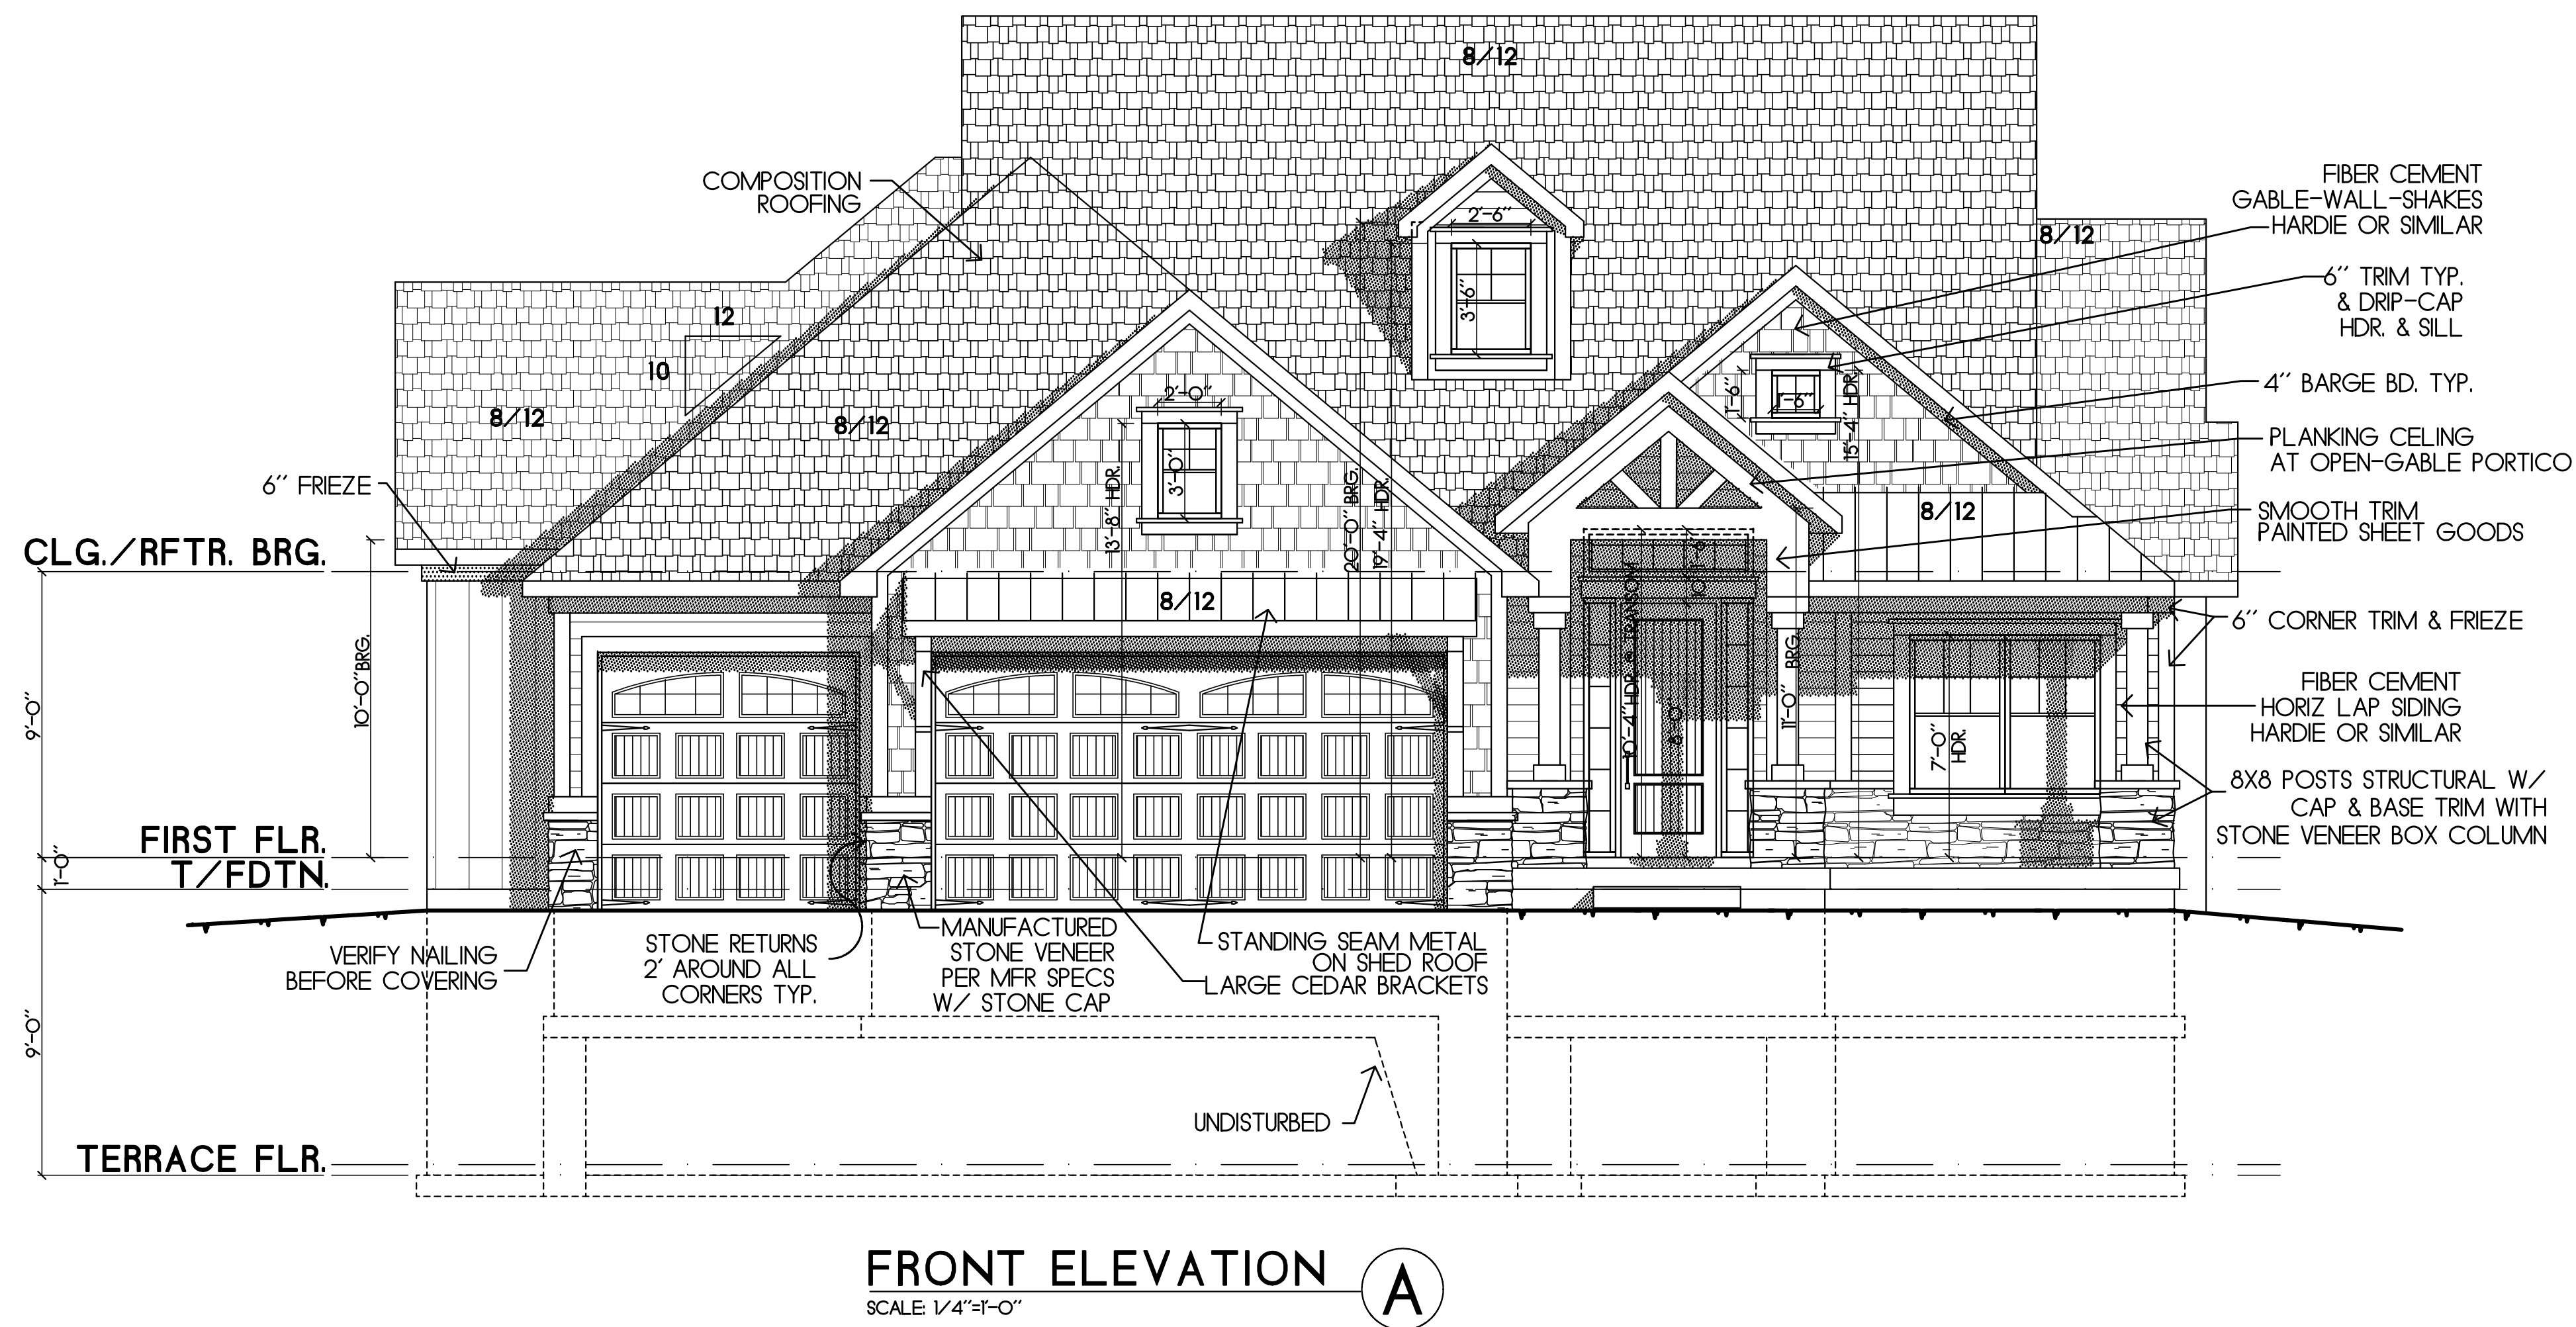 8/12
COMPOSITION
ROOFING
12
10
8/12
8/12
6" FRIEZE
CLG./RFTR. BRG.
9'-0"
10'-0" BRG.
1'-0"
FIRST FLR.
T/FDTN.
9'-0"
TERRACE FLR.
2'-0"
3'-0"
13'-8" HDR.
8/12
2'-6"
3'-6"
20'-0" BRG.
19'-4" HDR.
1'-6"
1'-6"
15'-4" HDR.
8/12
8/12
10'-4" HDR @ TRANSOM
8'-0"
11'-0" BRG.
7'-0"
HDR.
FIBER CEMENT
GABLE-WALL-SHAKES
HARDIE OR SIMILAR
6" TRIM TYP.
& DRIP-CAP
HDR. & SILL
4" BARGE BD. TYP.
PLANKING CELING
AT OPEN-GABLE PORTICO
SMOOTH TRIM
PAINTED SHEET GOODS
6" CORNER TRIM & FRIEZE
FIBER CEMENT
HORIZ LAP SIDING
HARDIE OR SIMILAR
8X8 POSTS STRUCTURAL W/
CAP & BASE TRIM WITH
STONE VENEER BOX COLUMN
VERIFY NAILING
BEFORE COVERING
STONE RETURNS
2' AROUND ALL
CORNERS TYP.
MANUFACTURED
STONE VENEER
PER MFR SPECS
W/ STONE CAP
STANDING SEAM METAL
ON SHED ROOF
LARGE CEDAR BRACKETS
UNDISTURBED
FRONT ELEVATION
A
SCALE: 1/4"=1'-0"